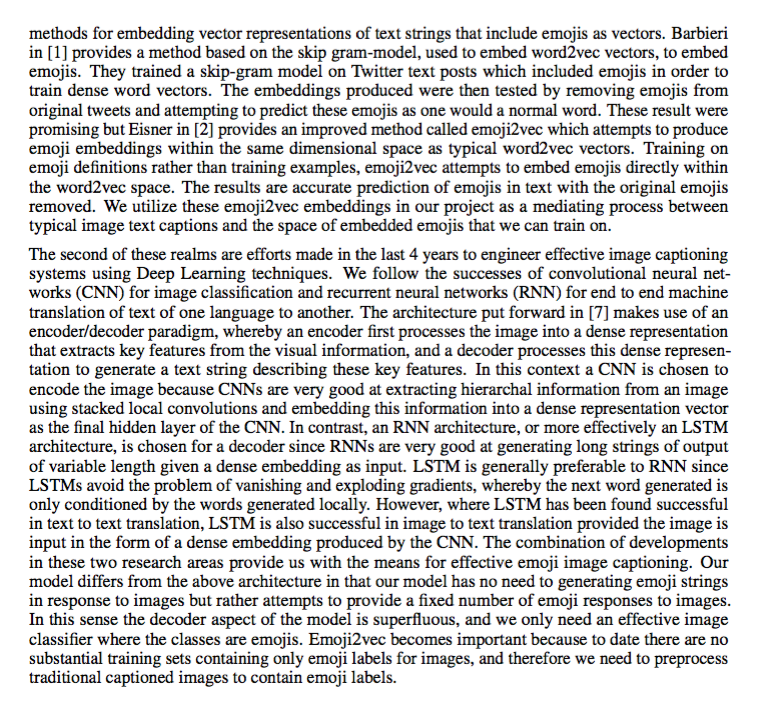 methods for embedding vector representations of text strings that include emojis as vectors. Barbieri
in [1] provides a method based on the skip gram-model, used to embed word2vec vectors, to embed
emojis. They trained a skip-gram model on Twitter text posts which included emojis in order to
train dense word vectors. The embeddings produced were then tested by removing emojis from
original tweets and attempting to predict these emojis as one would a normal word. These result were
promising but Eisner in [2] provides an improved method called emoji2vec which attempts to produce
emoji embeddings within the same dimensional space as typical word2vec vectors. Training on
emoji definitions rather than training examples, emoji2vec attempts to embed emojis directly within
the word2vec space. The results are accurate prediction of emojis in text with the original emojis
removed. We utilize these emoji2vec embeddings in our project as a mediating process between
typical image text captions and the space of embedded emojis that we can train on.
The second of these realms are efforts made in the last 4 years to engineer effective image captioning
systems using Deep Learning techniques. We follow the successes of convolutional neural net-
works (CNN) for image classification and recurrent neural networks (RNN) for end to end machine
translation of text of one language to another. The architecture put forward in [7] makes use of an
encoder/decoder paradigm, whereby an encoder first processes the image into a dense representation
that extracts key features from the visual information, and a decoder processes this dense represen-
tation to generate a text string describing these key features. In this context a CNN is chosen to
encode the image because CNNs are very good at extracting hierarchal information from an image
using stacked local convolutions and embedding this information into a dense representation vector
as the final hidden layer of the CNN. In contrast, an RNN architecture, or more effectively an LSTM
architecture, is chosen for a decoder since RNNs are very good at generating long strings of output
of variable length given a dense embedding as input. LSTM is generally preferable to RNN since
LSTMs avoid the problem of vanishing and exploding gradients, whereby the next word generated is
only conditioned by the words generated locally. However, where LSTM has been found successful
in text to text translation, LSTM is also successful in image to text translation provided the image is
input in the form of a dense embedding produced by the CNN. The combination of developments
in these two research areas provide us with the means for effective emoji image captioning. Our
model differs from the above architecture in that our model has no need to generating emoji strings
in response to images but rather attempts to provide a fixed number of emoji responses to images.
In this sense the decoder aspect of the model is superfluous, and we only need an effective image
classifier where the classes are emojis. Emoji2vec becomes important because to date there are no
substantial training sets containing only emoji labels for images, and therefore we need to preprocess
traditional captioned images to contain emoji labels.